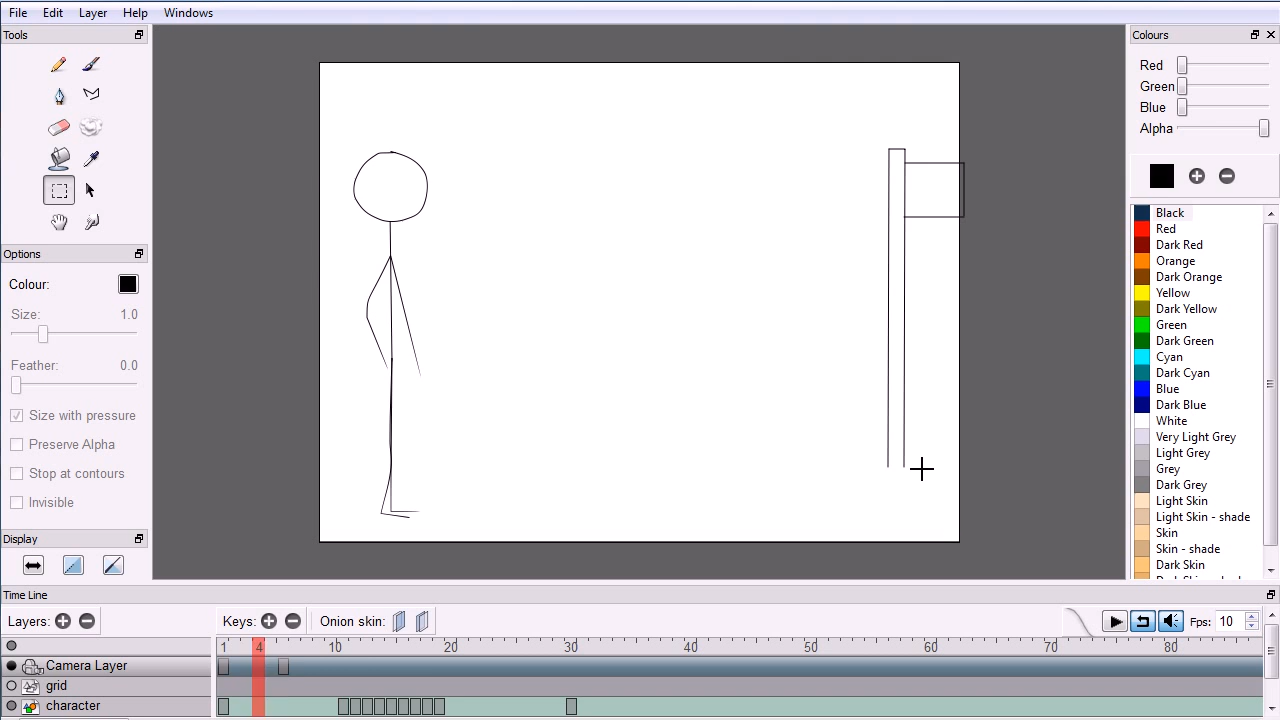 File Edit Layer Help Windows
Tools
Colours
Red
Green
Blue
Alpha
Options
Colour:
Size: 1.0
Feather: 0.0
Size with pressure
Preserve Alpha
Stop at contours
Invisible
Display
Black
Red
Dark Red
Orange
Dark Orange
Yellow
Dark Yellow
Green
Dark Green
Cyan
Dark Cyan
Blue
Dark Blue
White
Very Light Grey
Light Grey
Grey
Dark Grey
Light Skin
Light Skin - shade
Skin
Skin - shade
Dark Skin
Time Line
Layers: Keys: Onion skin: Fps: 10
1 4 10 20 30 40 50 60 70 80
Camera Layer
grid
character